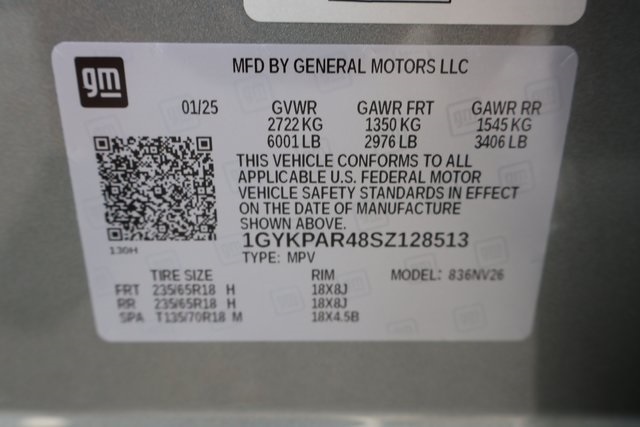 gm
MFD BY GENERAL MOTORS LLC
01/25 GVWR GAWR FRT GAWR RR
2722 KG 1350 KG 1545 KG
6001 LB 2976 LB 3406 LB
THIS VEHICLE CONFORMS TO ALL
APPLICABLE U.S. FEDERAL MOTOR
VEHICLE SAFETY STANDARDS IN EFFECT
ON THE DATE OF MANUFACTURE
SHOWN ABOVE.
1GYKPAR48SZ128513
130H
TYPE: MPV
TIRE SIZE RIM MODEL: 836NV26
FRT 235/65R18 H 18X8J
RR 235/65R18 H 18X8J
SPA T135/70R18 M 18X4.5B